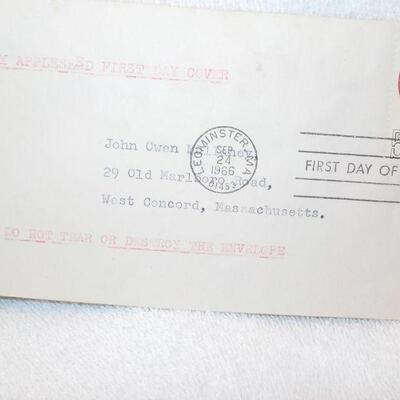 Y APPLESED FIRST DAY COVER
John Owen
29 Old Marlboro Road,
West Concord, Massachusetts.
LEOMINSTER, MA
SEP
24
1966
01453
FIRST DAY OF
DO NOT TEAR OR DESTROY THE ENVELOPE